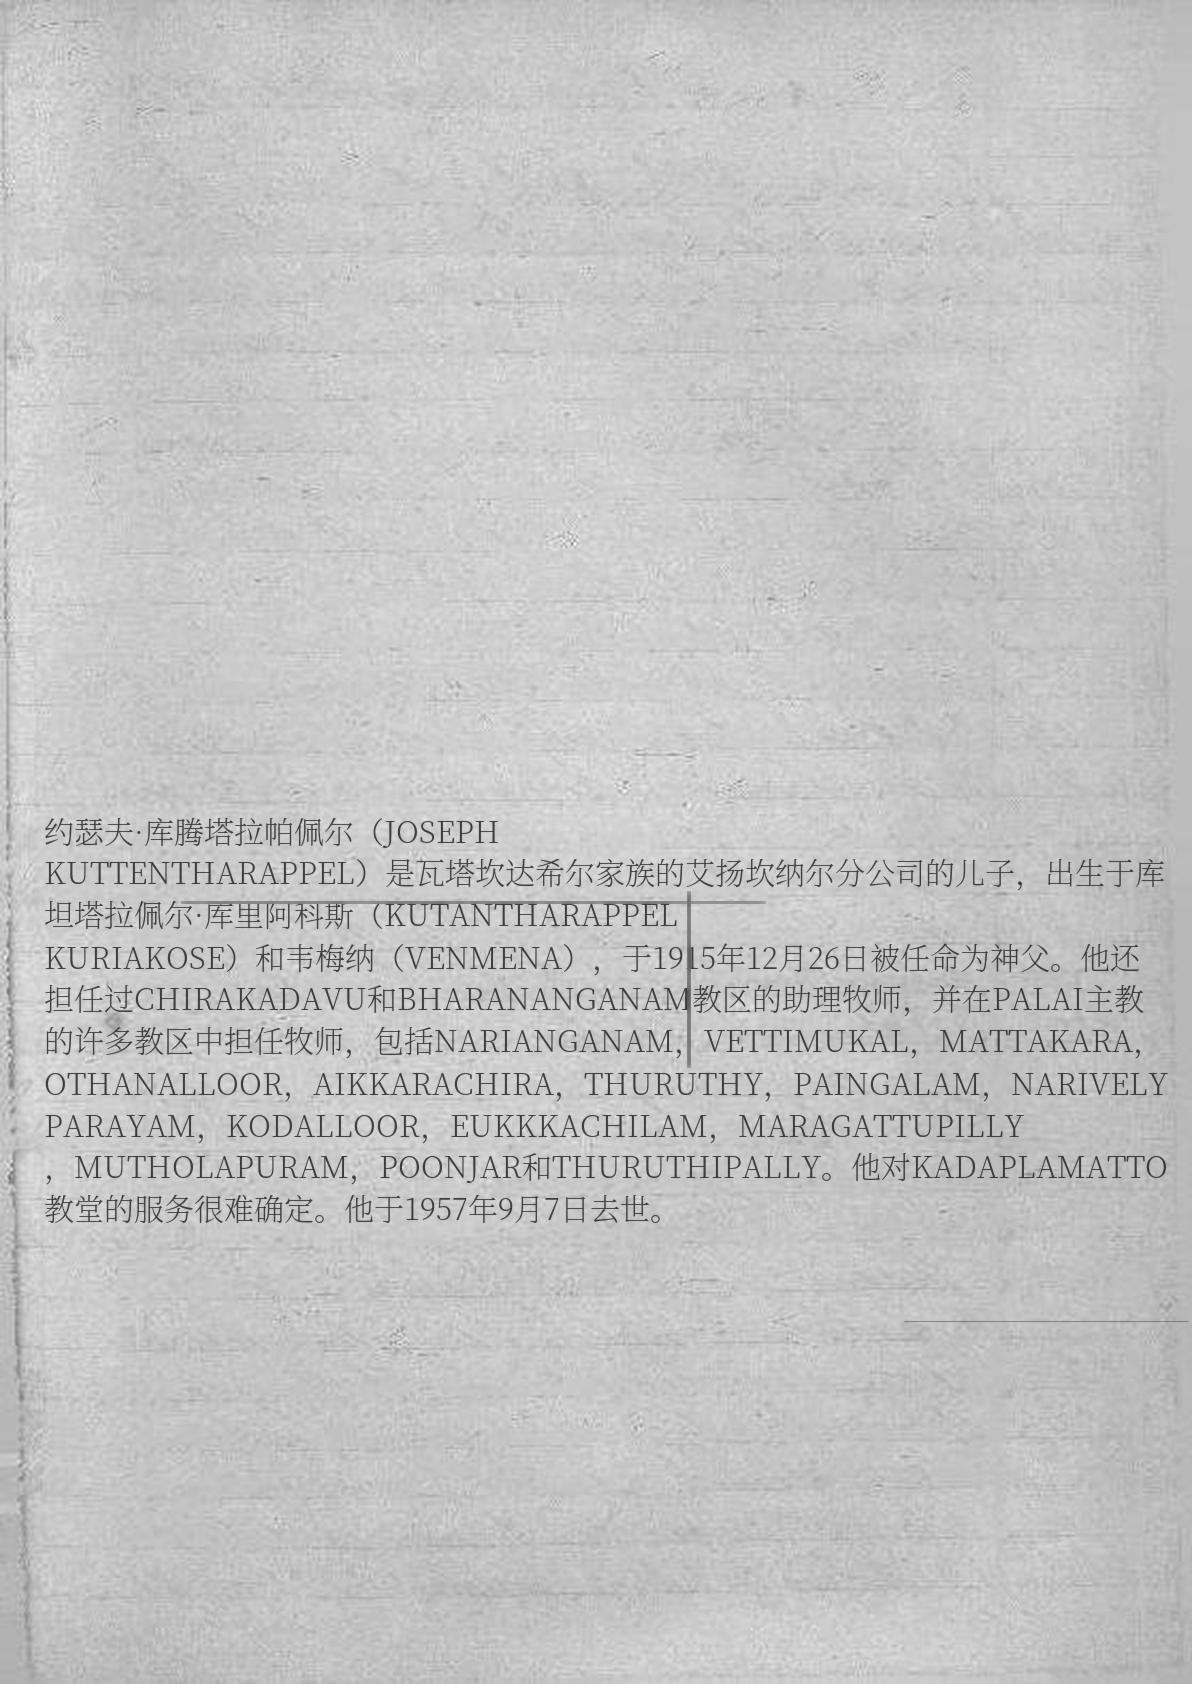 约瑟夫·库腾塔拉帕佩尔（JOSEPH
KUTTENTHARAPPEL）是瓦塔坎达希尔家族的艾扬坎纳尔分公司的儿子，出生于库
坦塔拉佩尔·库里阿科斯（KUTANTHARAPPEL
KURIAKOSE）和韦梅纳（VENMENA），于1915年12月26日被任命为神父。他还
担任过CHIRAKADAVU和BHARANANGANAM教区的助理牧师，并在PALAI主教
的许多教区中担任牧师，包括NARIANGANAM，VETTIMUKAL，MATTAKARA，
OTHANALLOOR，AIKKARACHIRA，THURUTHY，PAINGALAM，NARIVELY
PARAYAM，KODALLOOR，EUKKKACHILAM，MARAGATTUPILLY
，MUTHOLAPURAM，POONJAR和THURUTHIPALLY。他对KADAPLAMATTO
教堂的服务很难确定。他于1957年9月7日去世。